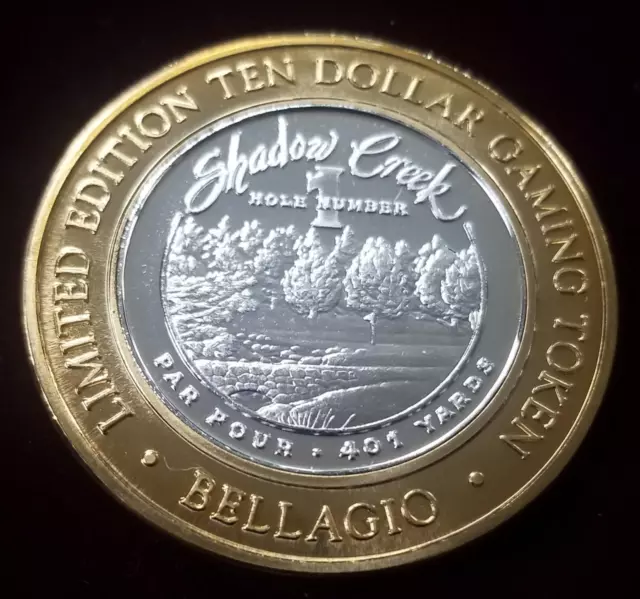 LIMITED EDITION TEN DOLLAR GAMING TOKEN
• BELLAGIO •
Shadow Creek
HOLE 1 NUMBER
PAR FOUR • 401 YARDS